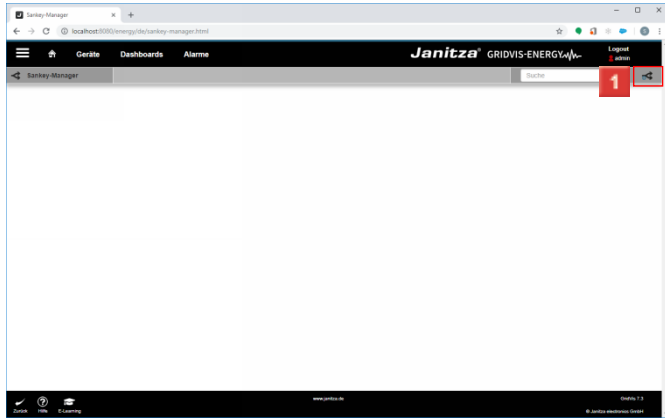 Sankey-Manager
localhost:8080/energy/de/sankey-manager.html
Geräte Dashboards Alarme Janitza® GRIDVIS-ENERGY Logout
admin
Sankey-Manager Suche 1
www.janitza.de GridVis 7.3
Zurück Hilfe E-Learning © Janitza electronics GmbH